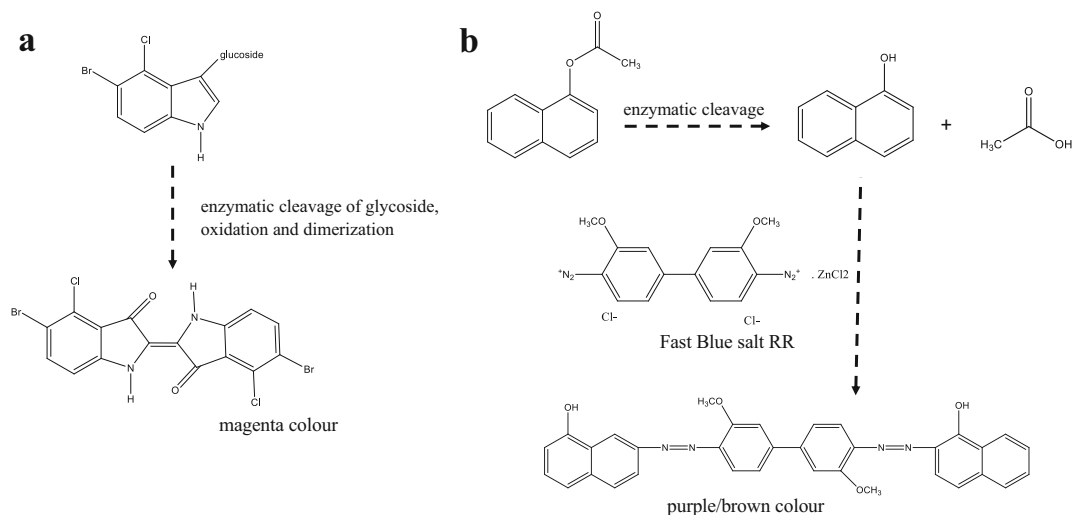 a
Cl
glucoside
Br
N
H
enzymatic cleavage of glycoside,
oxidation and dimerization
Cl
O
H
N
Br
N
H
O
Cl
Br
magenta colour
b
O
O
CH3
enzymatic cleavage
OH
+
O
H3C
OH
H3CO
OCH3
+N2
N2+
. ZnCl2
Cl-
Cl-
Fast Blue salt RR
OH
N=N
H3CO
OCH3
N=N
OH
purple/brown colour